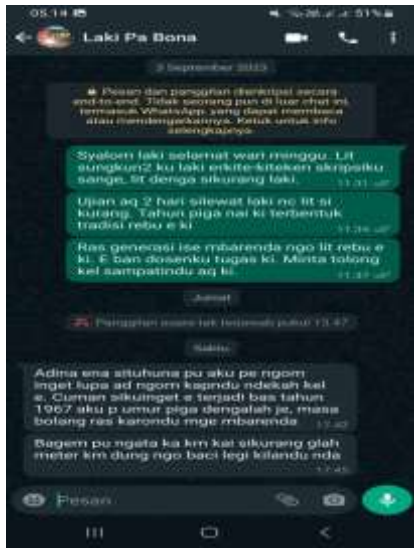 05.14
51%
Laki Pa Bona
3 September 2023
Pesan dan panggilan dienkripsi secara
end-to-end. Tidak seorang pun di luar chat ini,
termasuk WhatsApp, yang dapat membaca
atau mendengarkannya. Ketuk untuk info
selengkapnya.
Syalom laki selamat wari minggu. Lit
sungkun2 ku laki erkite-kiteken skripsiku
sange, lit denga sikurang laki.
11.31
Ujian aq 2 hari silewat laki nc lit si
kurang. Tahun piga nai ki terbentuk
tradisi rebu e ki
11.36
Ras generasi ise mbarenda ngo lit rebu e
ki. E ban dosenku tugas ki. Minta tolong
kel sampatindu aq ki.
11.37
Jumat
Panggilan suara tak terjawab pukul 13.47
Sabtu
Adina ena situhuna pu aku pe ngom
inget lupa ad ngom kapndu ndekah kel
e. Cuman sikuinget e terjadi bas tahun
1967 aku p umur piga dengalah je, masa
bolang ras karondu mge mbarenda
17.42
Bagem pu ngata ka km kai sikurang glah
meter km dung ngo baci legi kilandu nda
17.45
Pesan